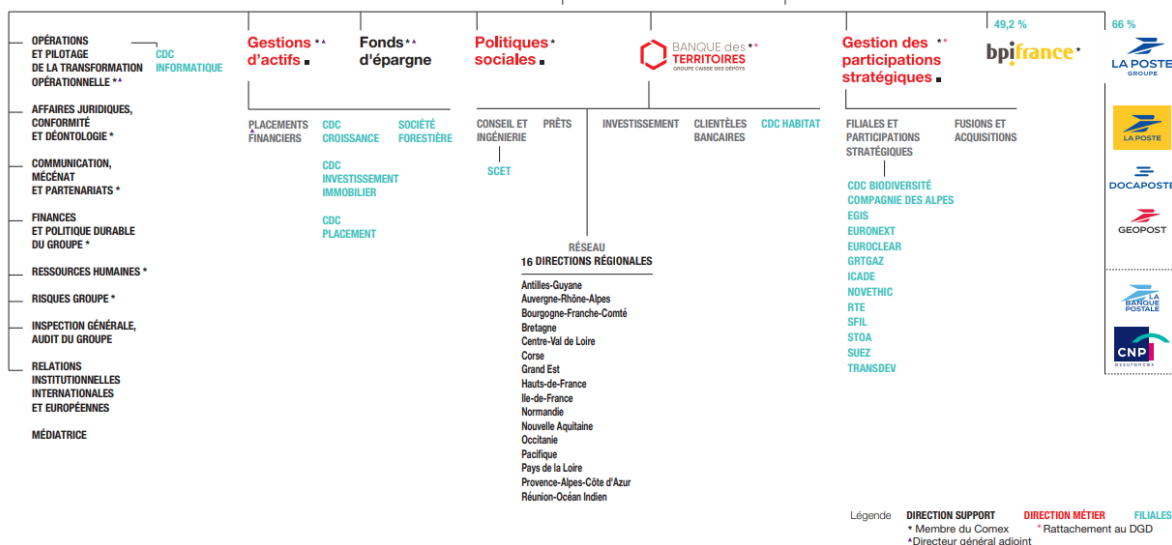 OPÉRATIONS
ET PILOTAGE
DE LA TRANSFORMATION
OPÉRATIONNELLE *▲
CDC
INFORMATIQUE
AFFAIRES JURIDIQUES,
CONFORMITÉ
ET DÉONTOLOGIE *
COMMUNICATION,
MÉCÉNAT
ET PARTENARIATS *
FINANCES
ET POLITIQUE DURABLE
DU GROUPE *
RESSOURCES HUMAINES *
RISQUES GROUPE *
INSPECTION GÉNÉRALE,
AUDIT DU GROUPE
RELATIONS
INSTITUTIONNELLES
INTERNATIONALES
ET EUROPÉENNES
MÉDIATRICE
Gestions *▲
d'actifs ■
Fonds *▲
d'épargne
PLACEMENTS
FINANCIERS
CDC
CROISSANCE
SOCIÉTÉ
FORESTIÈRE
CDC
INVESTISSEMENT
IMMOBILIER
CDC
PLACEMENT
Politiques *
sociales ■
BANQUE des **
TERRITOIRES
GROUPE CAISSE DES DÉPÔTS
CONSEIL ET
INGÉNIERIE
PRÊTS
INVESTISSEMENT
CLIENTÈLES
BANCAIRES
CDC HABITAT
SCET
RÉSEAU
16 DIRECTIONS RÉGIONALES
Antilles-Guyane
Auvergne-Rhône-Alpes
Bourgogne-Franche-Comté
Bretagne
Centre-Val de Loire
Corse
Grand Est
Hauts-de-France
Ile-de-France
Normandie
Nouvelle Aquitaine
Occitanie
Pacifique
Pays de la Loire
Provence-Alpes-Côte d'Azur
Réunion-Océan Indien
Gestion des **
participations
stratégiques ■
FILIALES ET
PARTICIPATIONS
STRATÉGIQUES
FUSIONS ET
ACQUISITIONS
CDC BIODIVERSITÉ
COMPAGNIE DES ALPES
EGIS
EURONEXT
EUROCLEAR
GRTGAZ
ICADE
NOVETHIC
RTE
SFIL
STOA
SUEZ
TRANSDEV
49,2 %
bpifrance *
66 %
LA POSTE
GROUPE
LA POSTE
DOCAPOSTE
GEOPOST
LA
BANQUE
POSTALE
CNP
assurances
Légende DIRECTION SUPPORT DIRECTION MÉTIER FILIALES
* Membre du Comex * Rattachement au DGD
▲Directeur général adjoint